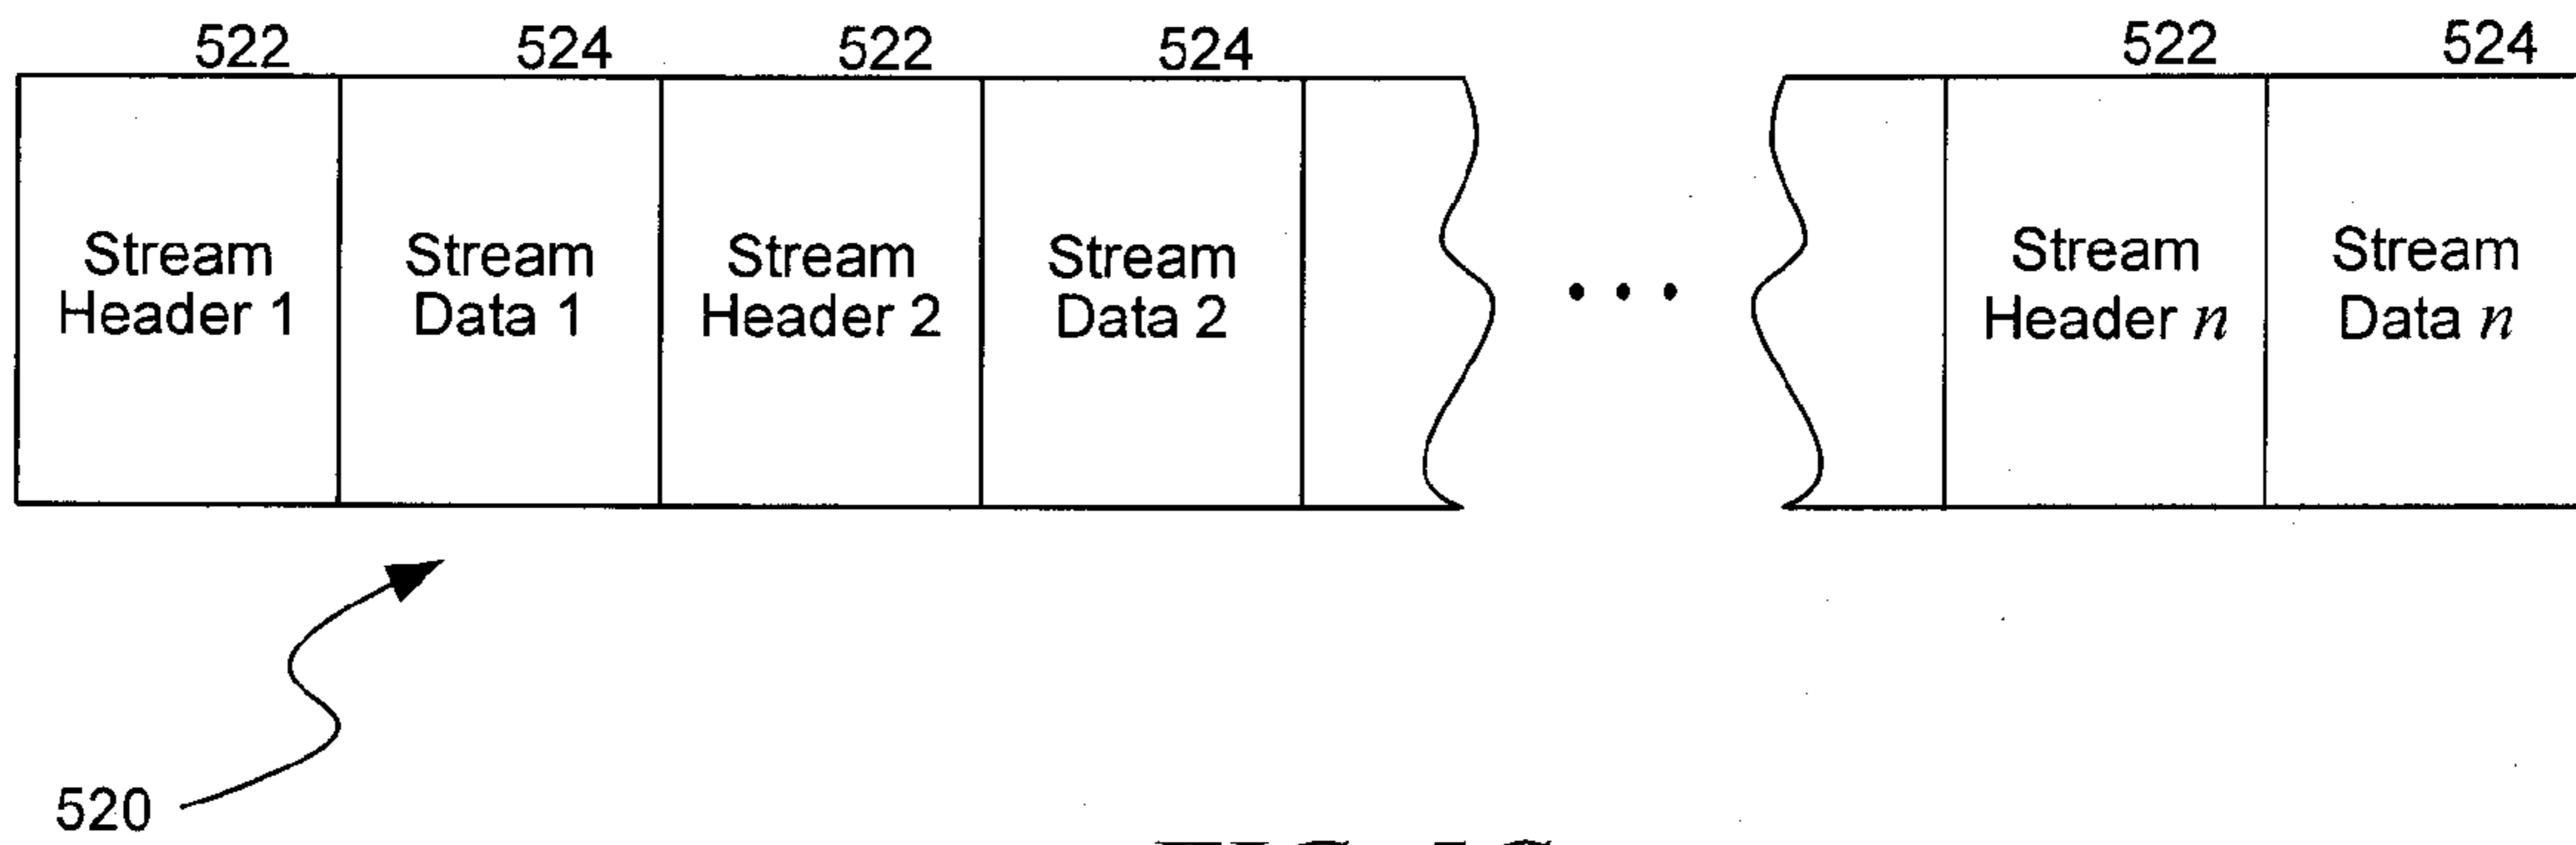 522 524 522 524 522 524
Stream Header 1
Stream Data 1
Stream Header 2
Stream Data 2
• • •
Stream Header n
Stream Data n
520